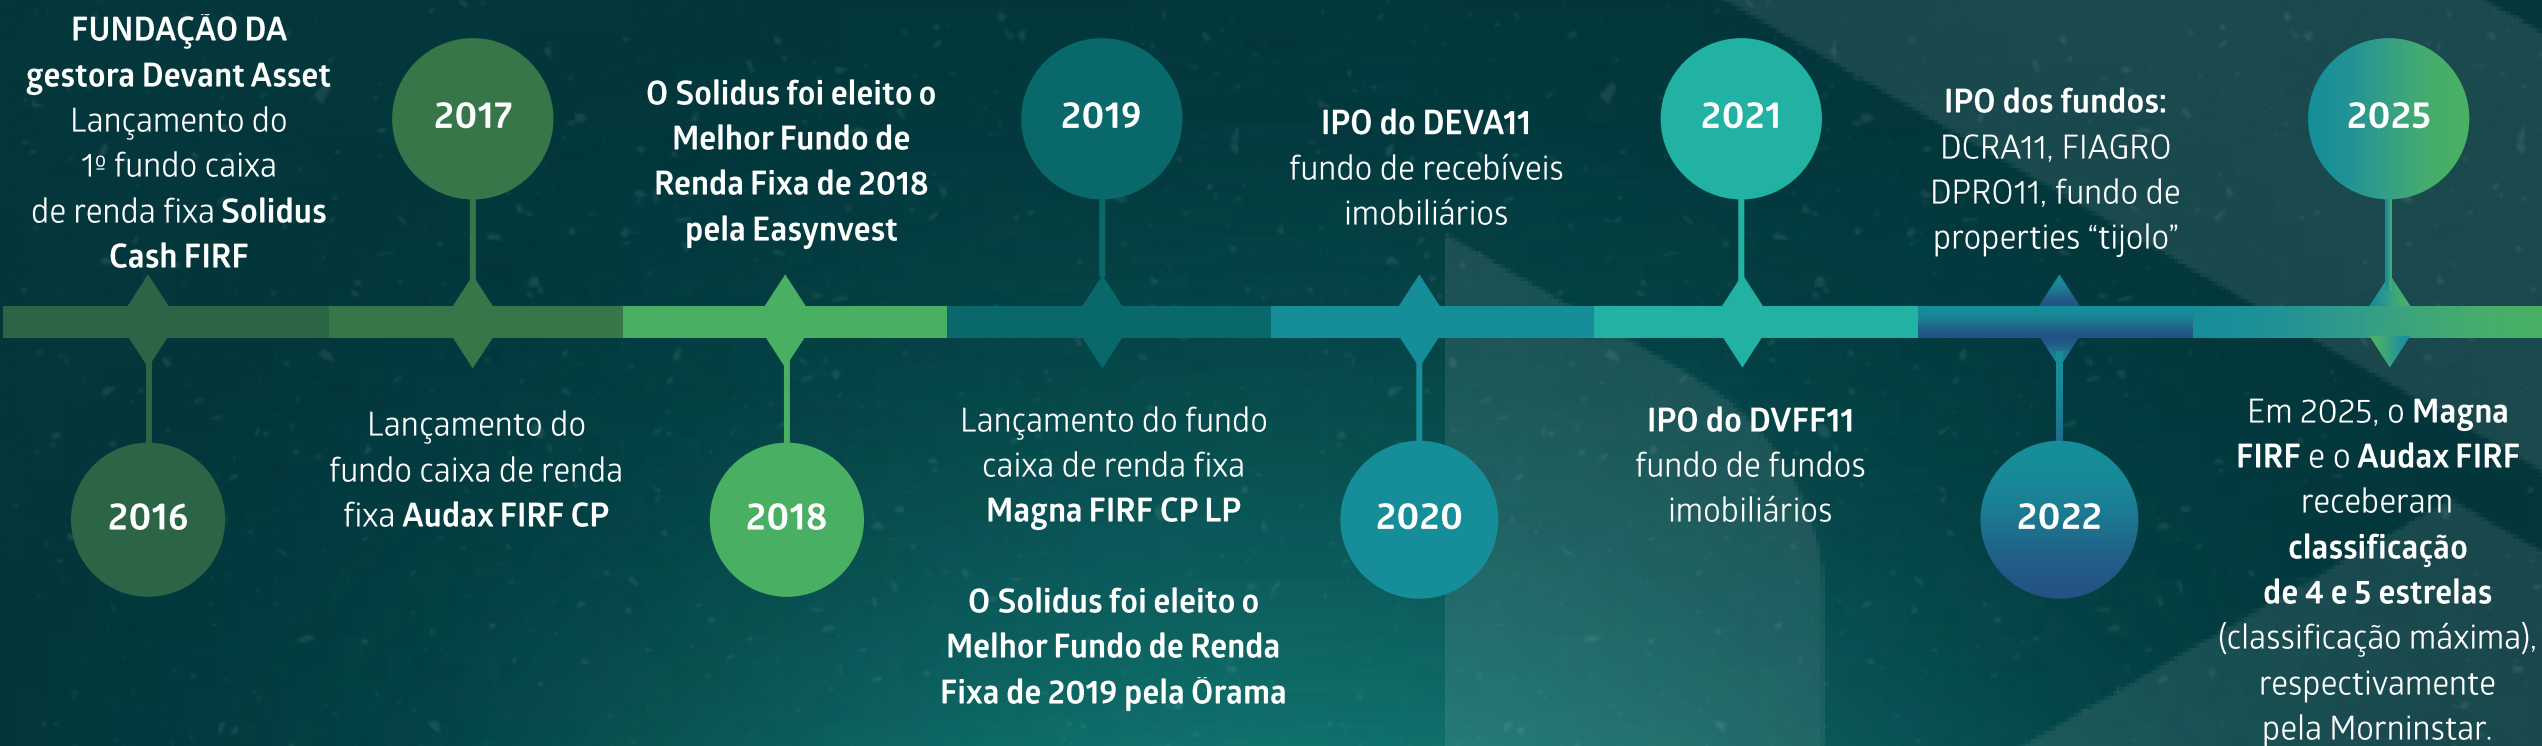 FUNDAÇÃO DA
gestora Devant Asset
Lançamento do
1º fundo caixa
de renda fixa Solidus
Cash FIRF
2016
2017
Lançamento do
fundo caixa de renda
fixa Audax FIRF CP
O Solidus foi eleito o
Melhor Fundo de
Renda Fixa de 2018
pela Easynvest
2018
2019
Lançamento do fundo
caixa de renda fixa
Magna FIRF CP LP
O Solidus foi eleito o
Melhor Fundo de Renda
Fixa de 2019 pela Órama
IPO do DEVA11
fundo de recebíveis
imobiliários
2020
2021
IPO do DVFF11
fundo de fundos
imobiliários
IPO dos fundos:
DCRA11, FIAGRO
DPRO11, fundo de
properties “tijolo”
2022
2025
Em 2025, o Magna
FIRF e o Audax FIRF
receberam
classificação
de 4 e 5 estrelas
(classificação máxima),
respectivamente
pela Morninstar.